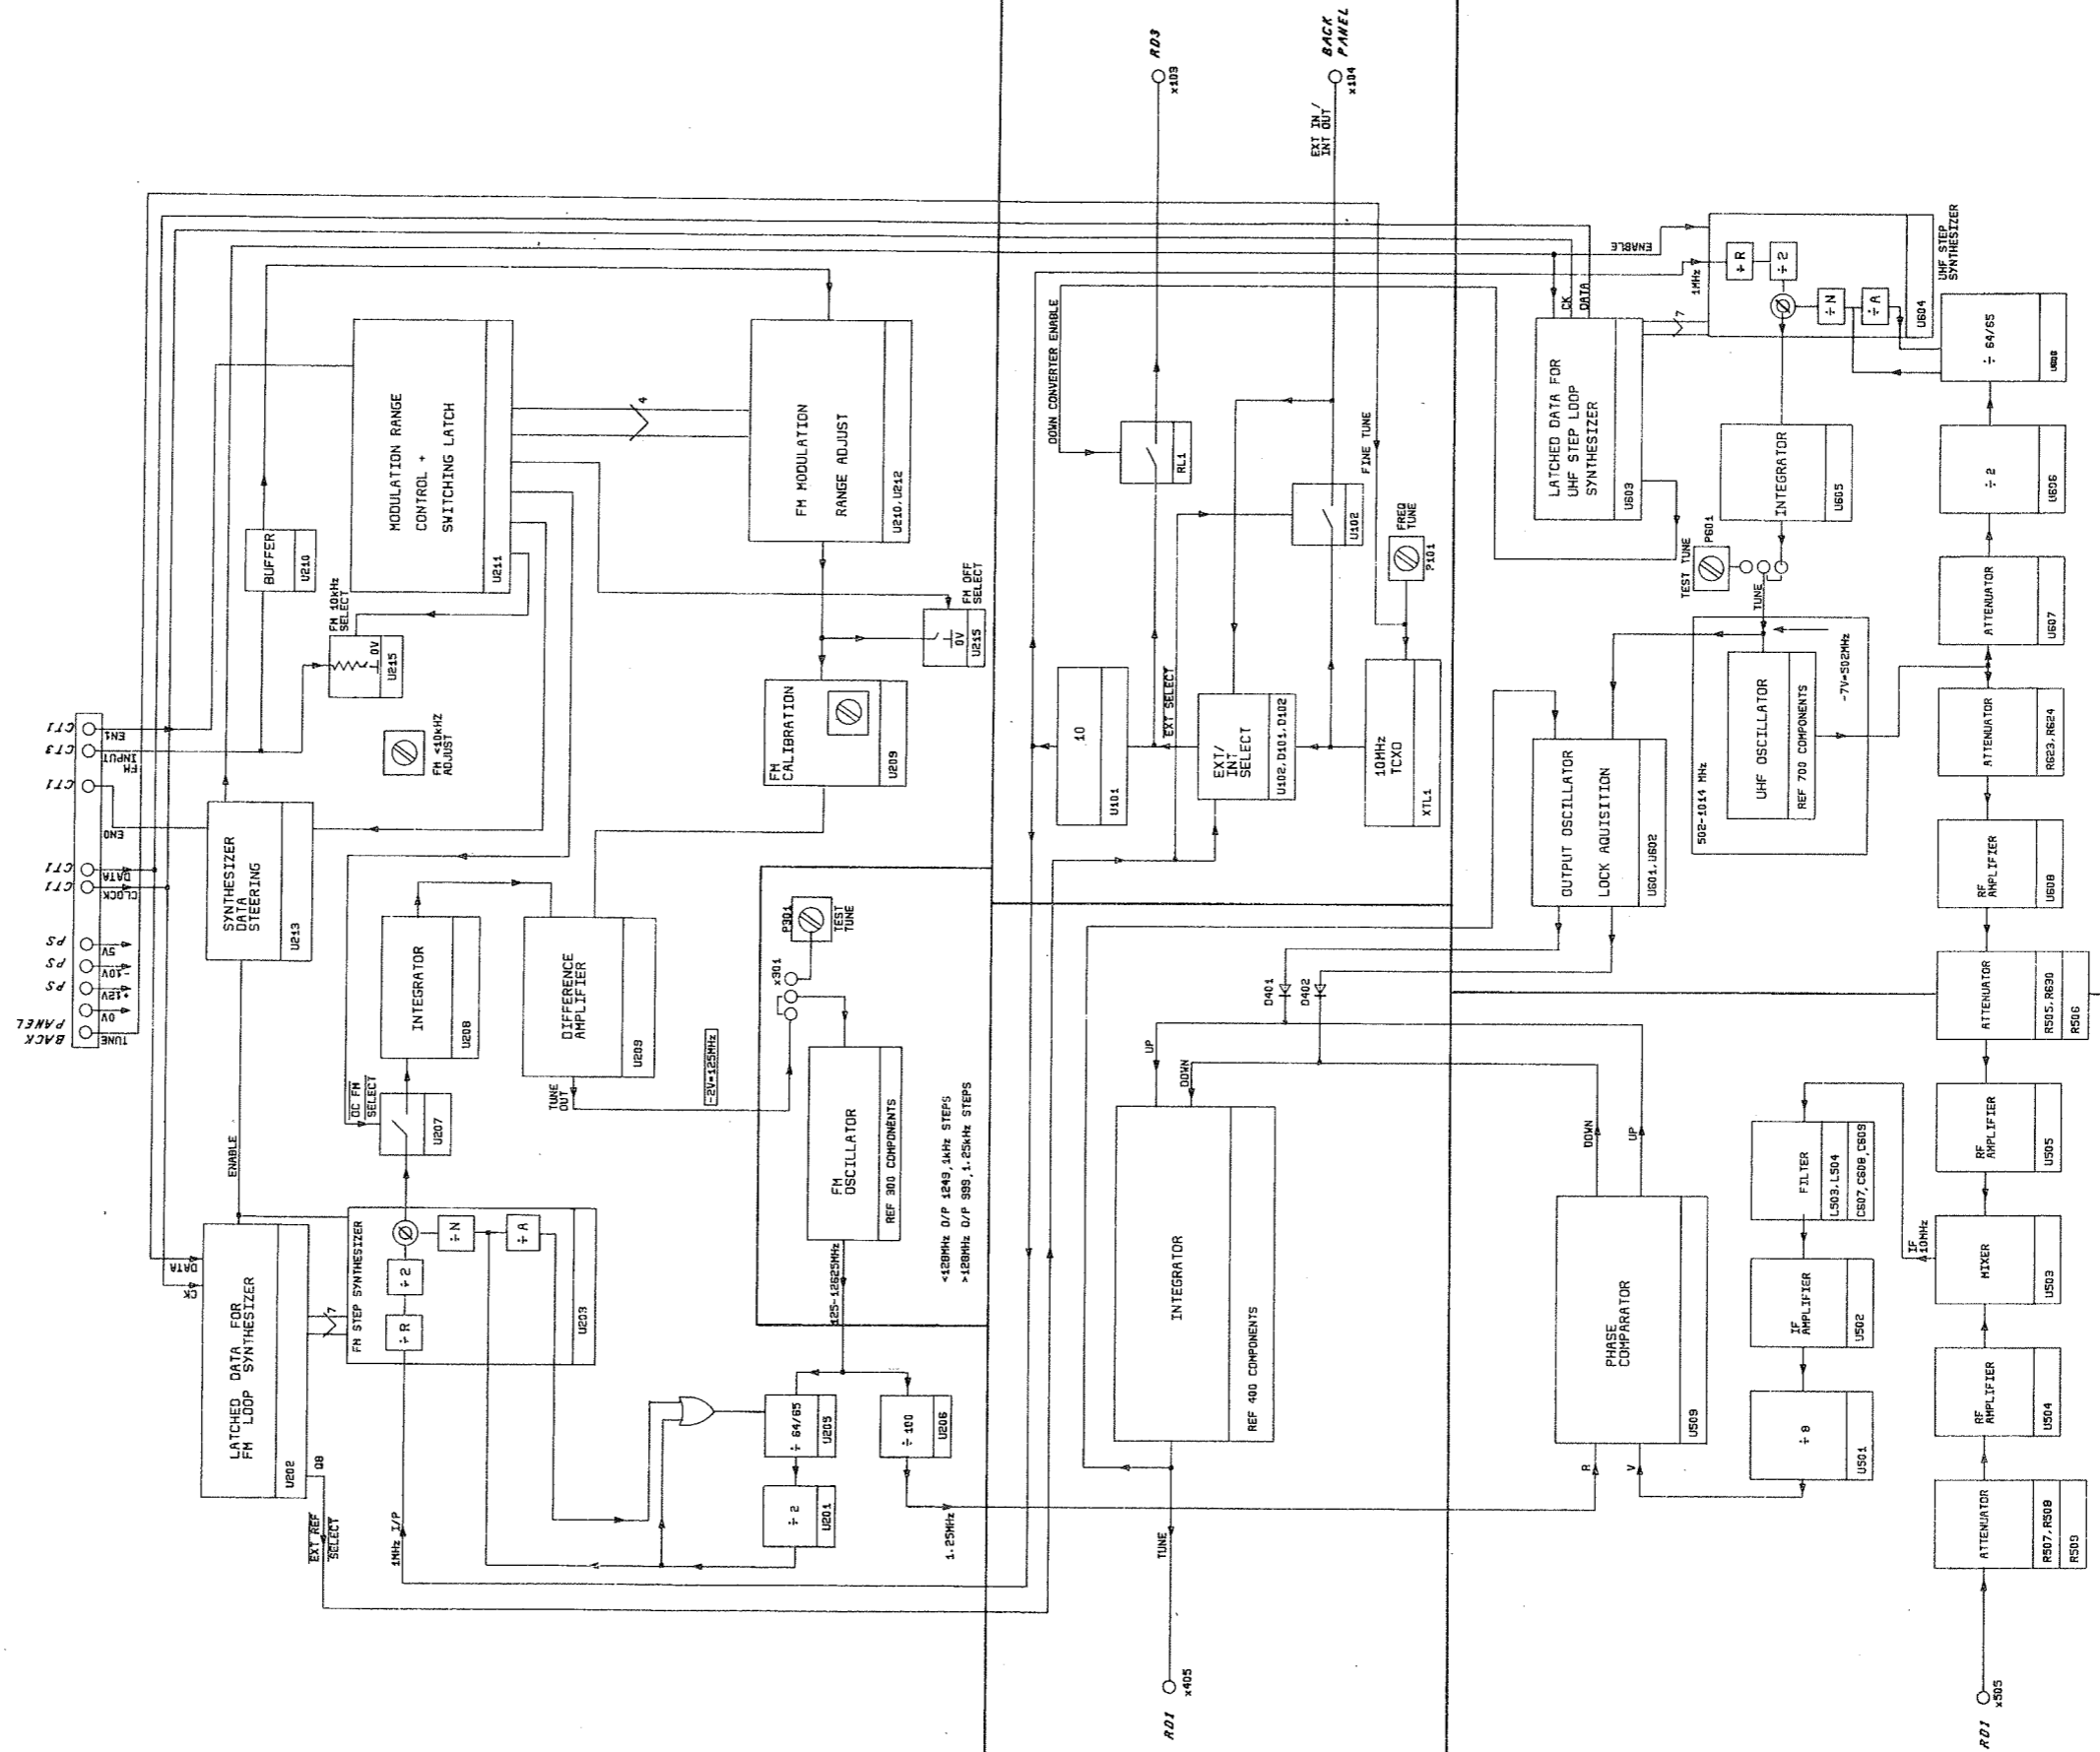 BACK
PANEL
TUNE
0V
+12V
-10V
5V
PS
PS
PS
CLOCK
DATA
CT1
CT1
EN0
CT1
FM
INPUT
CT3
EN1
CT1
LATCHED DATA FOR
FM LOOP SYNTHESIZER
U202
CK
DATA
Q8
EXT REF
SELECT
ENABLE
7
FM STEP SYNTHESIZER
÷R
÷2
Ø
÷N
÷A
U203
1MHz I/P
SYNTHESIZER
DATA
STEERING
U213
DC FM
SELECT
U207
INTEGRATOR
U208
DIFFERENCE
AMPLIFIER
U209
TUNE
OUT
-2V=125MHz
FM <10kHz
ADJUST
FM 10kHz
SELECT
0V
U215
BUFFER
U210
MODULATION RANGE
CONTROL +
SWITCHING LATCH
U211
4
FM MODULATION
RANGE ADJUST
U210,U212
FM OFF
SELECT
0V
U215
FM
CALIBRATION
U209
P301
TEST
TUNE
x301
FM
OSCILLATOR
REF 300 COMPONENTS
125-12625MHz
<128MHz O/P 1249,1kHz STEPS
>128MHz O/P 999,1.25kHz STEPS
÷ 64/65
U205
÷ 2
U201
÷ 100
U206
1.25MHz
RD3
x103
BACK
PANEL
x104
EXT IN/
INT OUT
DOWN CONVERTER ENABLE
RL1
10
U101
EXT SELECT
EXT/
INT
SELECT
U102,D101,D102
U102
FINE TUNE
FREQ
TUNE
P101
10MHz
TCXO
XTL1
INTEGRATOR
REF 400 COMPONENTS
UP
DOWN
D401
D402
TUNE
RD1
x405
LATCHED DATA FOR
UHF STEP LOOP
SYNTHESIZER
U603
CK
DATA
ENABLE
1MHz
7
÷R
÷2
Ø
÷N
÷A
U604
UHF STEP
SYNTHESIZER
INTEGRATOR
U605
TEST TUNE
P601
TUNE
OUTPUT OSCILLATOR
LOCK AQUISITION
U601,U602
502-1014 MHz
UHF OSCILLATOR
REF 700 COMPONENTS
-7V=502MHz
PHASE
COMPARATOR
U509
DOWN
UP
R
V
FILTER
L503,L504
C607,C608,C609
IF
AMPLIFIER
U502
÷8
U501
IF
10MHz
RD1
x505
ATTENUATOR
R507,R508
R509
RF
AMPLIFIER
U504
MIXER
U503
RF
AMPLIFIER
U505
ATTENUATOR
R505,R630
R506
RF
AMPLIFIER
U608
ATTENUATOR
R623,R624
ATTENUATOR
U607
÷ 2
U606
÷ 64/65